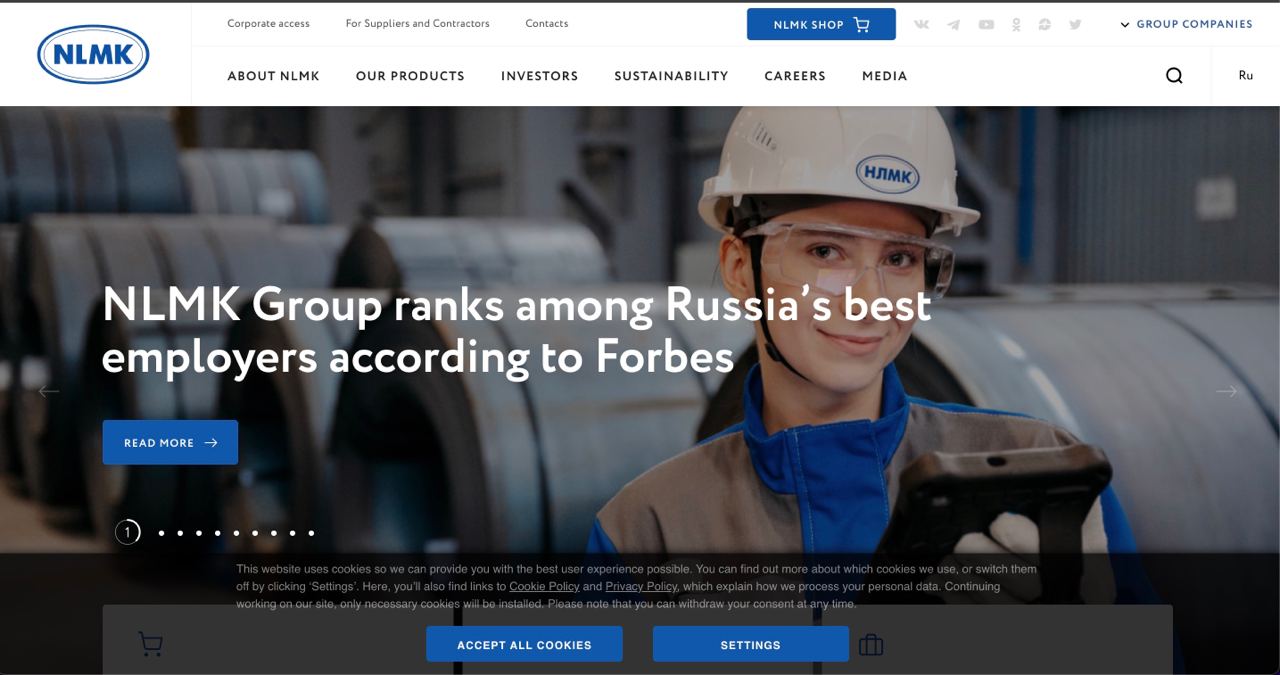 NLMK
Corporate access
For Suppliers and Contractors
Contacts
NLMK SHOP
GROUP COMPANIES
ABOUT NLMK
OUR PRODUCTS
INVESTORS
SUSTAINABILITY
CAREERS
MEDIA
Ru
НЛМК
NLMK Group ranks among Russia’s best
employers according to Forbes
READ MORE
1
This website uses cookies so we can provide you with the best user experience possible. You can find out more about which cookies we use, or switch them
off by clicking ‘Settings’. Here, you’ll also find links to Cookie Policy and Privacy Policy, which explain how we process your personal data. Continuing
working on our site, only necessary cookies will be installed. Please note that you can withdraw your consent at any time.
ACCEPT ALL COOKIES
SETTINGS